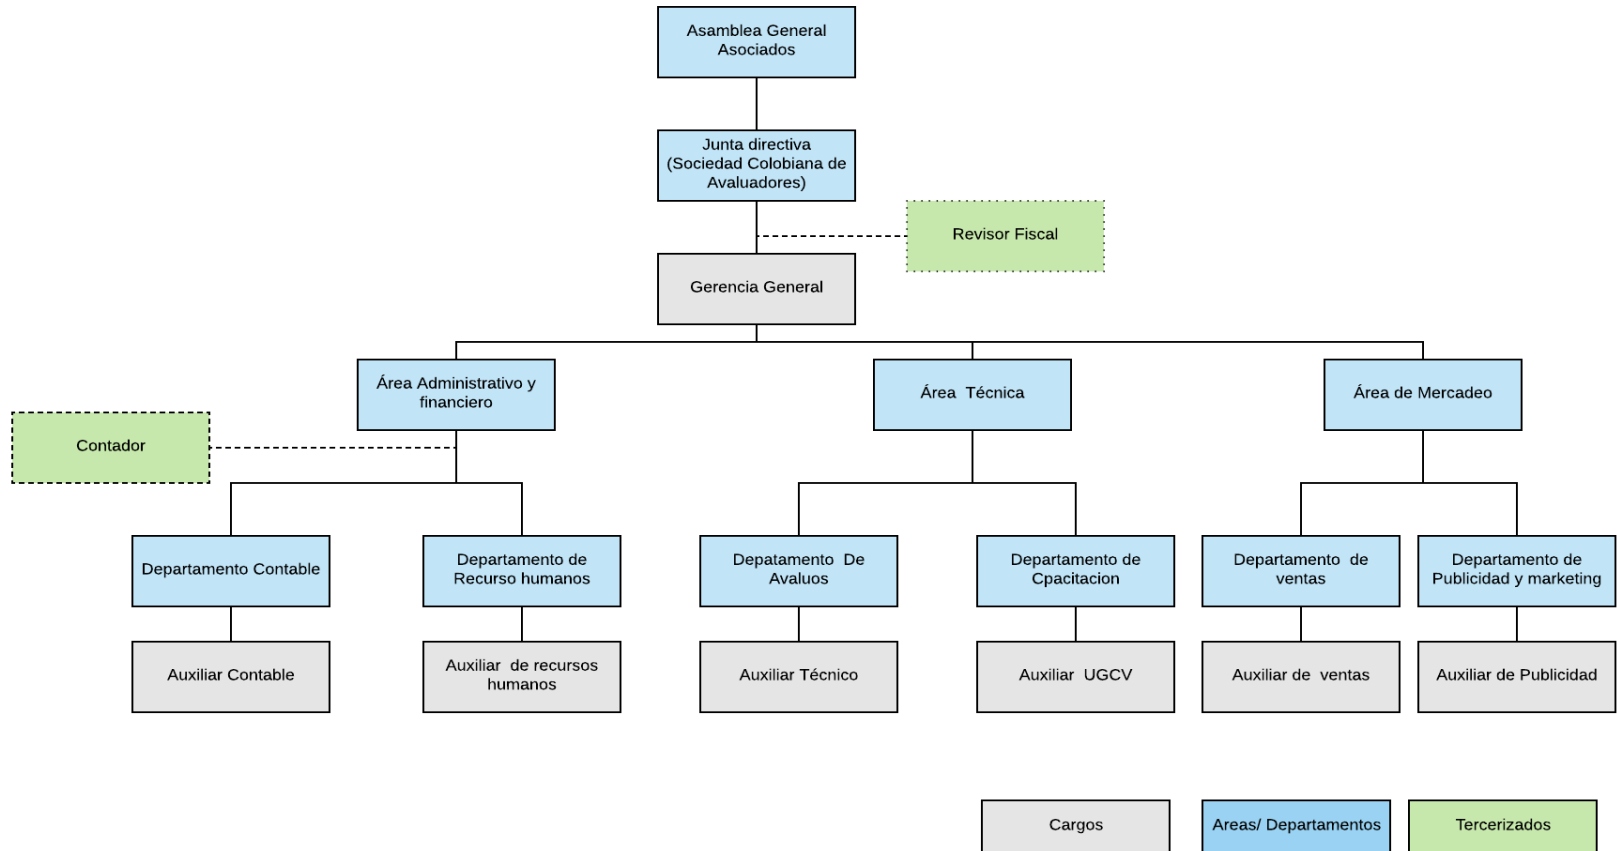 Asamblea General
Asociados
Junta directiva
(Sociedad Colobiana de
Avaluadores)
Revisor Fiscal
Gerencia General
Área Administrativo y
financiero
Área  Técnica
Área de Mercadeo
Contador
Departamento Contable
Departamento de
Recurso humanos
Depatamento  De
Avaluos
Departamento de
Cpacitacion
Departamento  de
ventas
Departamento de
Publicidad y marketing
Auxiliar Contable
Auxiliar  de recursos
humanos
Auxiliar Técnico
Auxiliar  UGCV
Auxiliar de  ventas
Auxiliar de Publicidad
Cargos
Areas/ Departamentos
Tercerizados